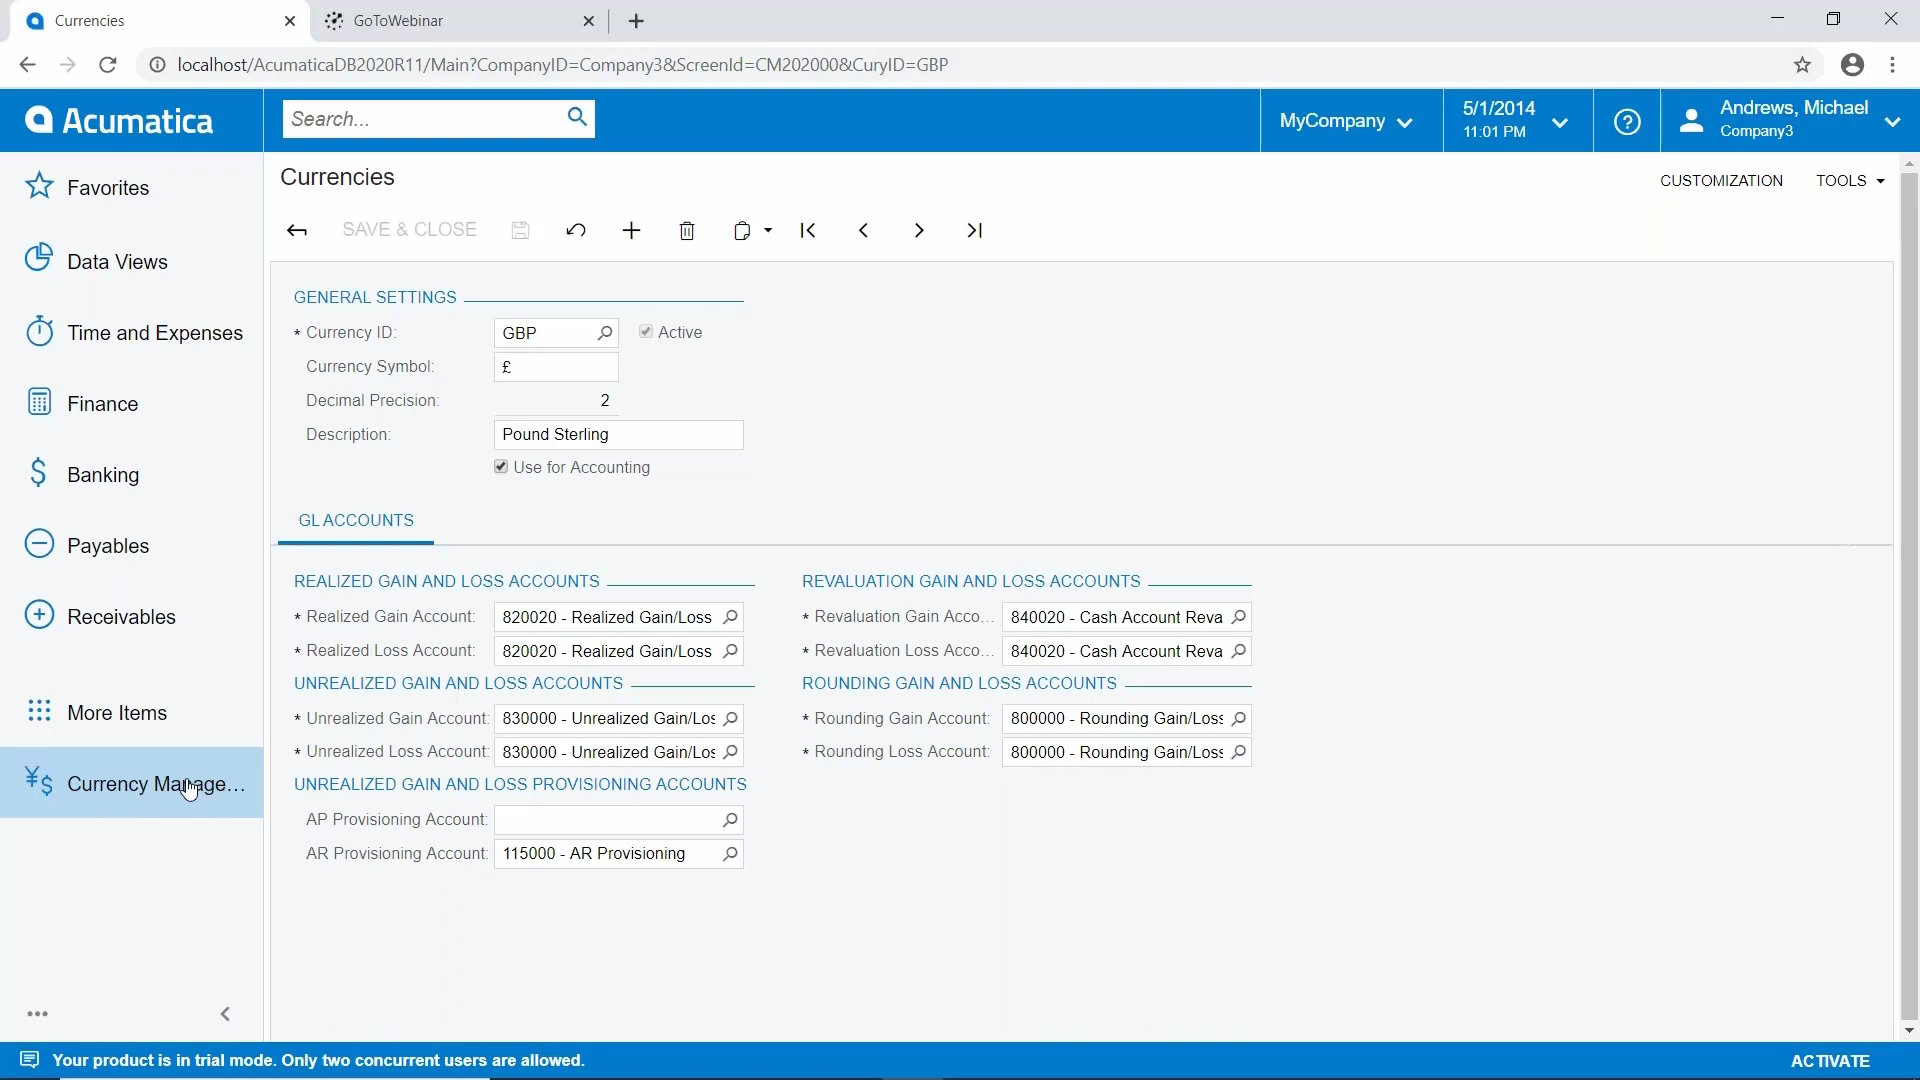 Currencies
GoToWebinar
localhost/AcumaticaDB2020R11/Main?CompanyID=Company3&ScreenId=CM202000&CuryID=GBP
Acumatica
Search...
MyCompany
5/1/2014
11:01 PM
Andrews, Michael
Company3
Favorites
Data Views
Time and Expenses
Finance
Banking
Payables
Receivables
More Items
Currency Manage...
Currencies
CUSTOMIZATION
TOOLS
SAVE & CLOSE
GENERAL SETTINGS
* Currency ID: GBP Active
Currency Symbol: £
Decimal Precision: 2
Description: Pound Sterling
Use for Accounting
GL ACCOUNTS
REALIZED GAIN AND LOSS ACCOUNTS
* Realized Gain Account: 820020 - Realized Gain/Loss
* Realized Loss Account: 820020 - Realized Gain/Loss
UNREALIZED GAIN AND LOSS ACCOUNTS
* Unrealized Gain Account: 830000 - Unrealized Gain/Los
* Unrealized Loss Account: 830000 - Unrealized Gain/Los
UNREALIZED GAIN AND LOSS PROVISIONING ACCOUNTS
AP Provisioning Account:
AR Provisioning Account: 115000 - AR Provisioning
REVALUATION GAIN AND LOSS ACCOUNTS
* Revaluation Gain Acco... 840020 - Cash Account Reva
* Revaluation Loss Acco... 840020 - Cash Account Reva
ROUNDING GAIN AND LOSS ACCOUNTS
* Rounding Gain Account: 800000 - Rounding Gain/Loss
* Rounding Loss Account: 800000 - Rounding Gain/Loss
Your product is in trial mode. Only two concurrent users are allowed.
ACTIVATE